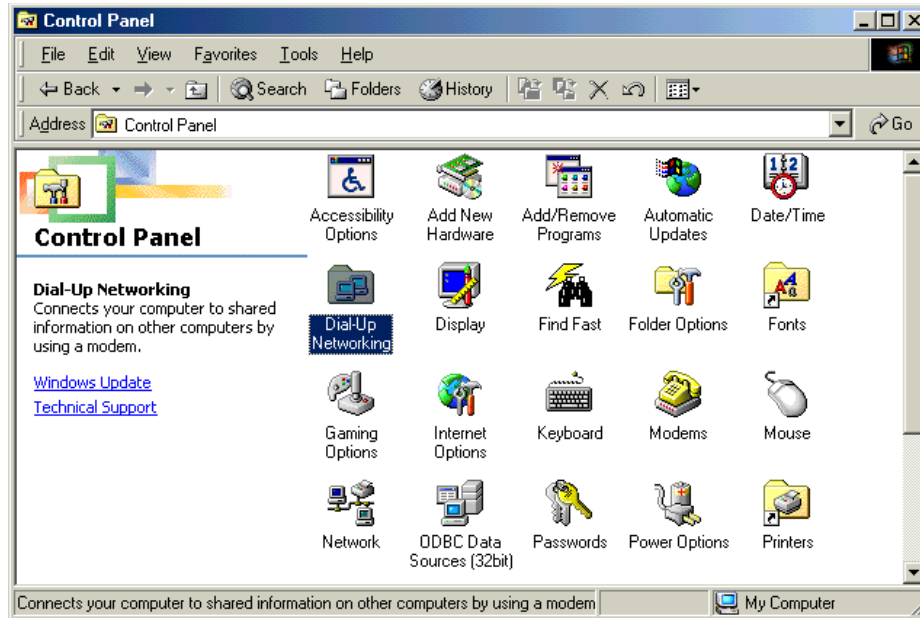 Control Panel
File Edit View Favorites Tools Help
Back Search Folders History
Address Control Panel Go
Control Panel
Dial-Up Networking
Connects your computer to shared
information on other computers by
using a modem.
Windows Update
Technical Support
Accessibility Options
Add New Hardware
Add/Remove Programs
Automatic Updates
Date/Time
Dial-Up Networking
Display
Find Fast
Folder Options
Fonts
Gaming Options
Internet Options
Keyboard
Modems
Mouse
Network
ODBC Data Sources (32bit)
Passwords
Power Options
Printers
Connects your computer to shared information on other computers by using a modem
My Computer